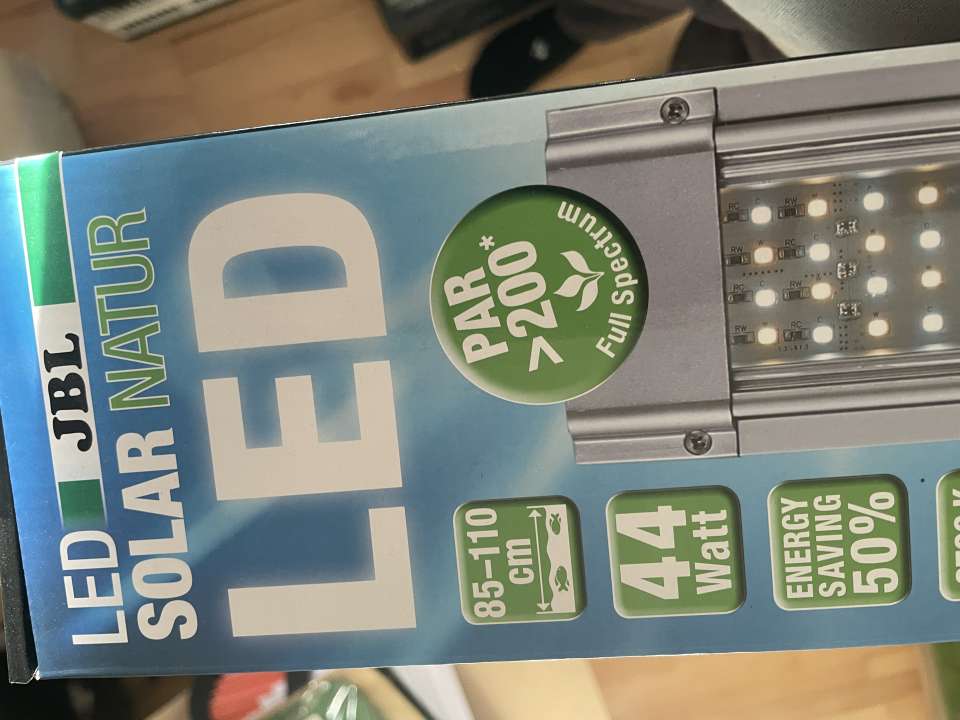 JBL
LED
SOLAR NATUR
LED
PAR*
>200
Full Spectrum
85–110
cm
44
Watt
ENERGY
SAVING
50%